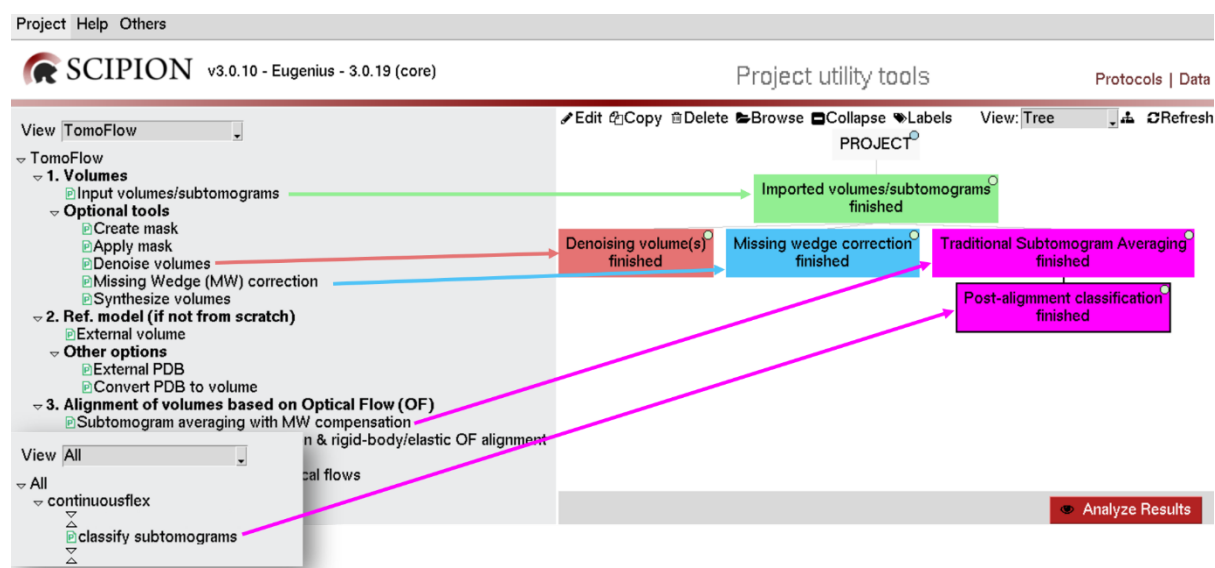 Project Help Others
SCIPION v3.0.10 - Eugenius - 3.0.19 (core)
Project utility tools
Protocols | Data
View TomoFlow
TomoFlow
1. Volumes
Input volumes/subtomograms
Optional tools
Create mask
Apply mask
Denoise volumes
Missing Wedge (MW) correction
Synthesize volumes
2. Ref. model (if not from scratch)
External volume
Other options
External PDB
Convert PDB to volume
3. Alignment of volumes based on Optical Flow (OF)
Subtomogram averaging with MW compensation
n & rigid-body/elastic OF alignment
cal flows
View All
All
continuousflex
classify subtomograms
Edit Copy Delete Browse Collapse Labels View: Tree Refresh
PROJECT
Imported volumes/subtomograms
finished
Denoising volume(s)
finished
Missing wedge correction
finished
Traditional Subtomogram Averaging
finished
Post-alignment classification
finished
Analyze Results